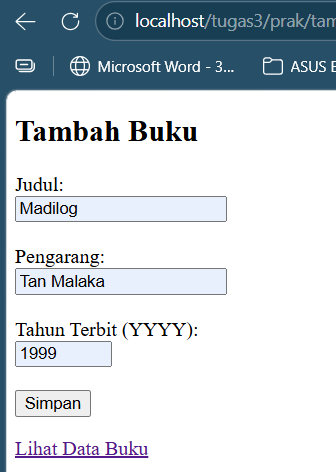 localhost/tugas3/prak/tam
Microsoft Word - 3...
ASUS E
Tambah Buku
Judul:
Madilog
Pengarang:
Tan Malaka
Tahun Terbit (YYYY):
1999
Simpan
Lihat Data Buku